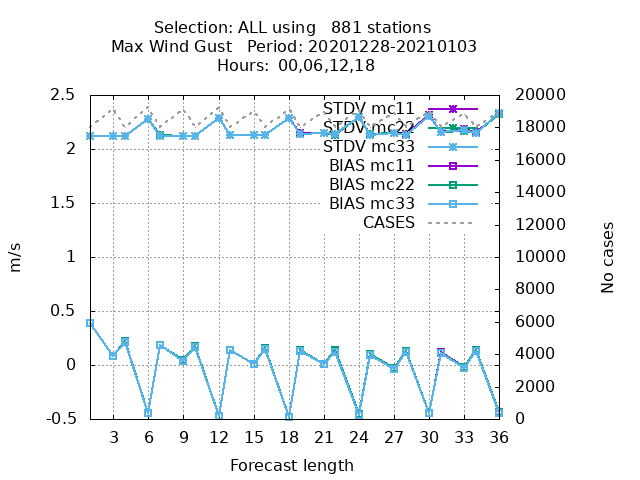 Selection: ALL using   881 stations
Max Wind Gust   Period: 20201228-20210103
Hours:  00,06,12,18
2.5
2
1.5
1
0.5
0
-0.5
m/s
STDV mc11
STDV mc22
STDV mc33
BIAS mc11
BIAS mc22
BIAS mc33
CASES
20000
18000
16000
14000
12000
10000
8000
6000
4000
2000
0
No cases
3 6 9 12 15 18 21 24 27 30 33 36
Forecast length